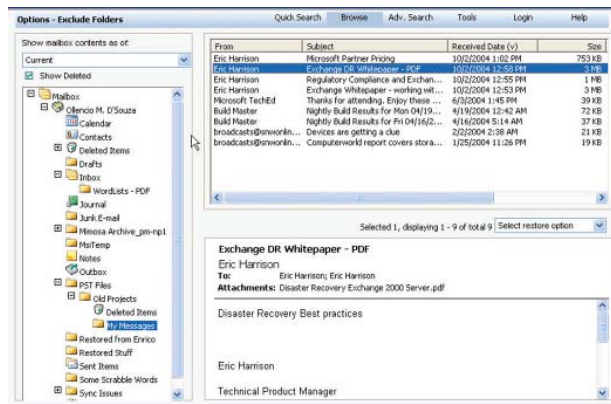 Options - Exclude Folders
Quick Search Browse Adv. Search Tools Login Help
Show mailbox contents as of:
Current
Show Deleted
Mailbox
Ollencio M. D'Souza
Calendar
Contacts
Deleted Items
Drafts
Inbox
WordLists - PDF
Journal
Junk E-mail
Mimosa Archive_pm-np1
MsiTemp
Notes
Outbox
PST Files
Old Projects
Deleted Items
My Messages
Restored from Enrico
Restored Stuff
Sent Items
Some Scrabble Words
Sync Issues
From Subject Received Date (v) Size
Eric Harrison Microsoft Partner Pricing 10/2/2004 1:02 PM 753 KB
Eric Harrison Exchange DR Whitepaper - PDF 10/2/2004 12:58 PM 3 MB
Eric Harrison Regulatory Compliance and Exchan... 10/2/2004 12:55 PM 1 MB
Eric Harrison Exchange Whitepaper - working wit... 10/2/2004 12:53 PM 3 MB
Microsoft TechEd Thanks for attending. Enjoy these ... 6/3/2004 1:45 PM 39 KB
Build Master Nightly Build Results for Mon 04/19... 4/19/2004 12:42 AM 72 KB
Build Master Nightly Build Results for Fri 04/16/2... 4/16/2004 5:14 AM 37 KB
broadcasts@snwonlin... Devices are getting a clue 2/2/2004 2:38 AM 21 KB
broadcasts@snwonlin... Computerworld report covers stora... 1/25/2004 11:26 PM 19 KB
Selected 1, displaying 1 - 9 of total 9 Select restore option
Exchange DR Whitepaper - PDF
Eric Harrison
To: Eric Harrison; Eric Harrison
Attachments: Disaster Recovery Exchange 2000 Server.pdf
Disaster Recovery Best practices
Eric Harrison
Technical Product Manager